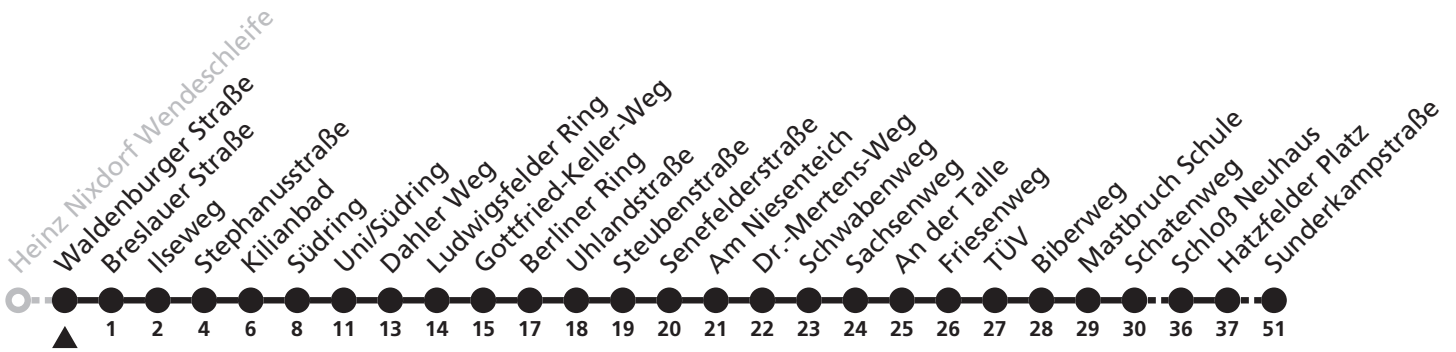 Heinz Nixdorf Wendeschleife
Waldenburger Straße
Breslauer Straße
Ilseweg
Stephanusstraße
Kilianbad
Südring
Uni/Südring
Dahler Weg
Ludwigsfelder Ring
Gottfried-Keller-Weg
Berliner Ring
Uhlandstraße
Steubenstraße
Senefelderstraße
Am Niesenteich
Dr.-Mertens-Weg
Schwabenweg
Sachsenweg
An der Talle
Friesenweg
TÜV
Biberweg
Mastbruch Schule
Schatenweg
Schloß Neuhaus
Hatzfelder Platz
Sunderkampstraße
1 2 4 6 8 11 13 14 15 17 18 19 20 21 22 23 24 25 26 27 28 29 30 36 37 51